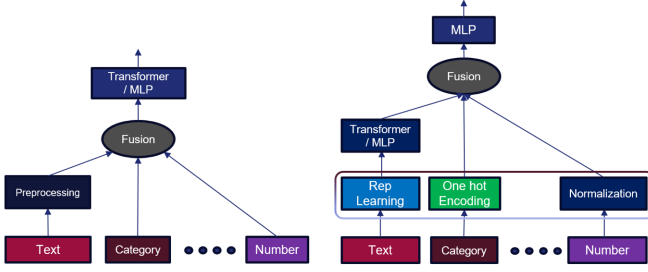 Transformer
/ MLP
Fusion
Preprocessing
Text
Category
Number
MLP
Fusion
Transformer
/ MLP
Rep
Learning
One hot
Encoding
Normalization
Text
Category
Number